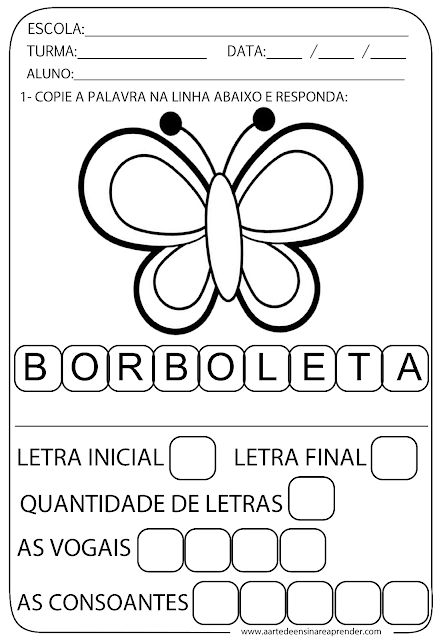 ESCOLA:
TURMA: DATA: / /
ALUNO:
1- COPIE A PALAVRA NA LINHA ABAIXO E RESPONDA:
BORBOLETA
LETRA INICIAL LETRA FINAL
QUANTIDADE DE LETRAS
AS VOGAIS
AS CONSOANTES
www.aartedeensinareaprender.com